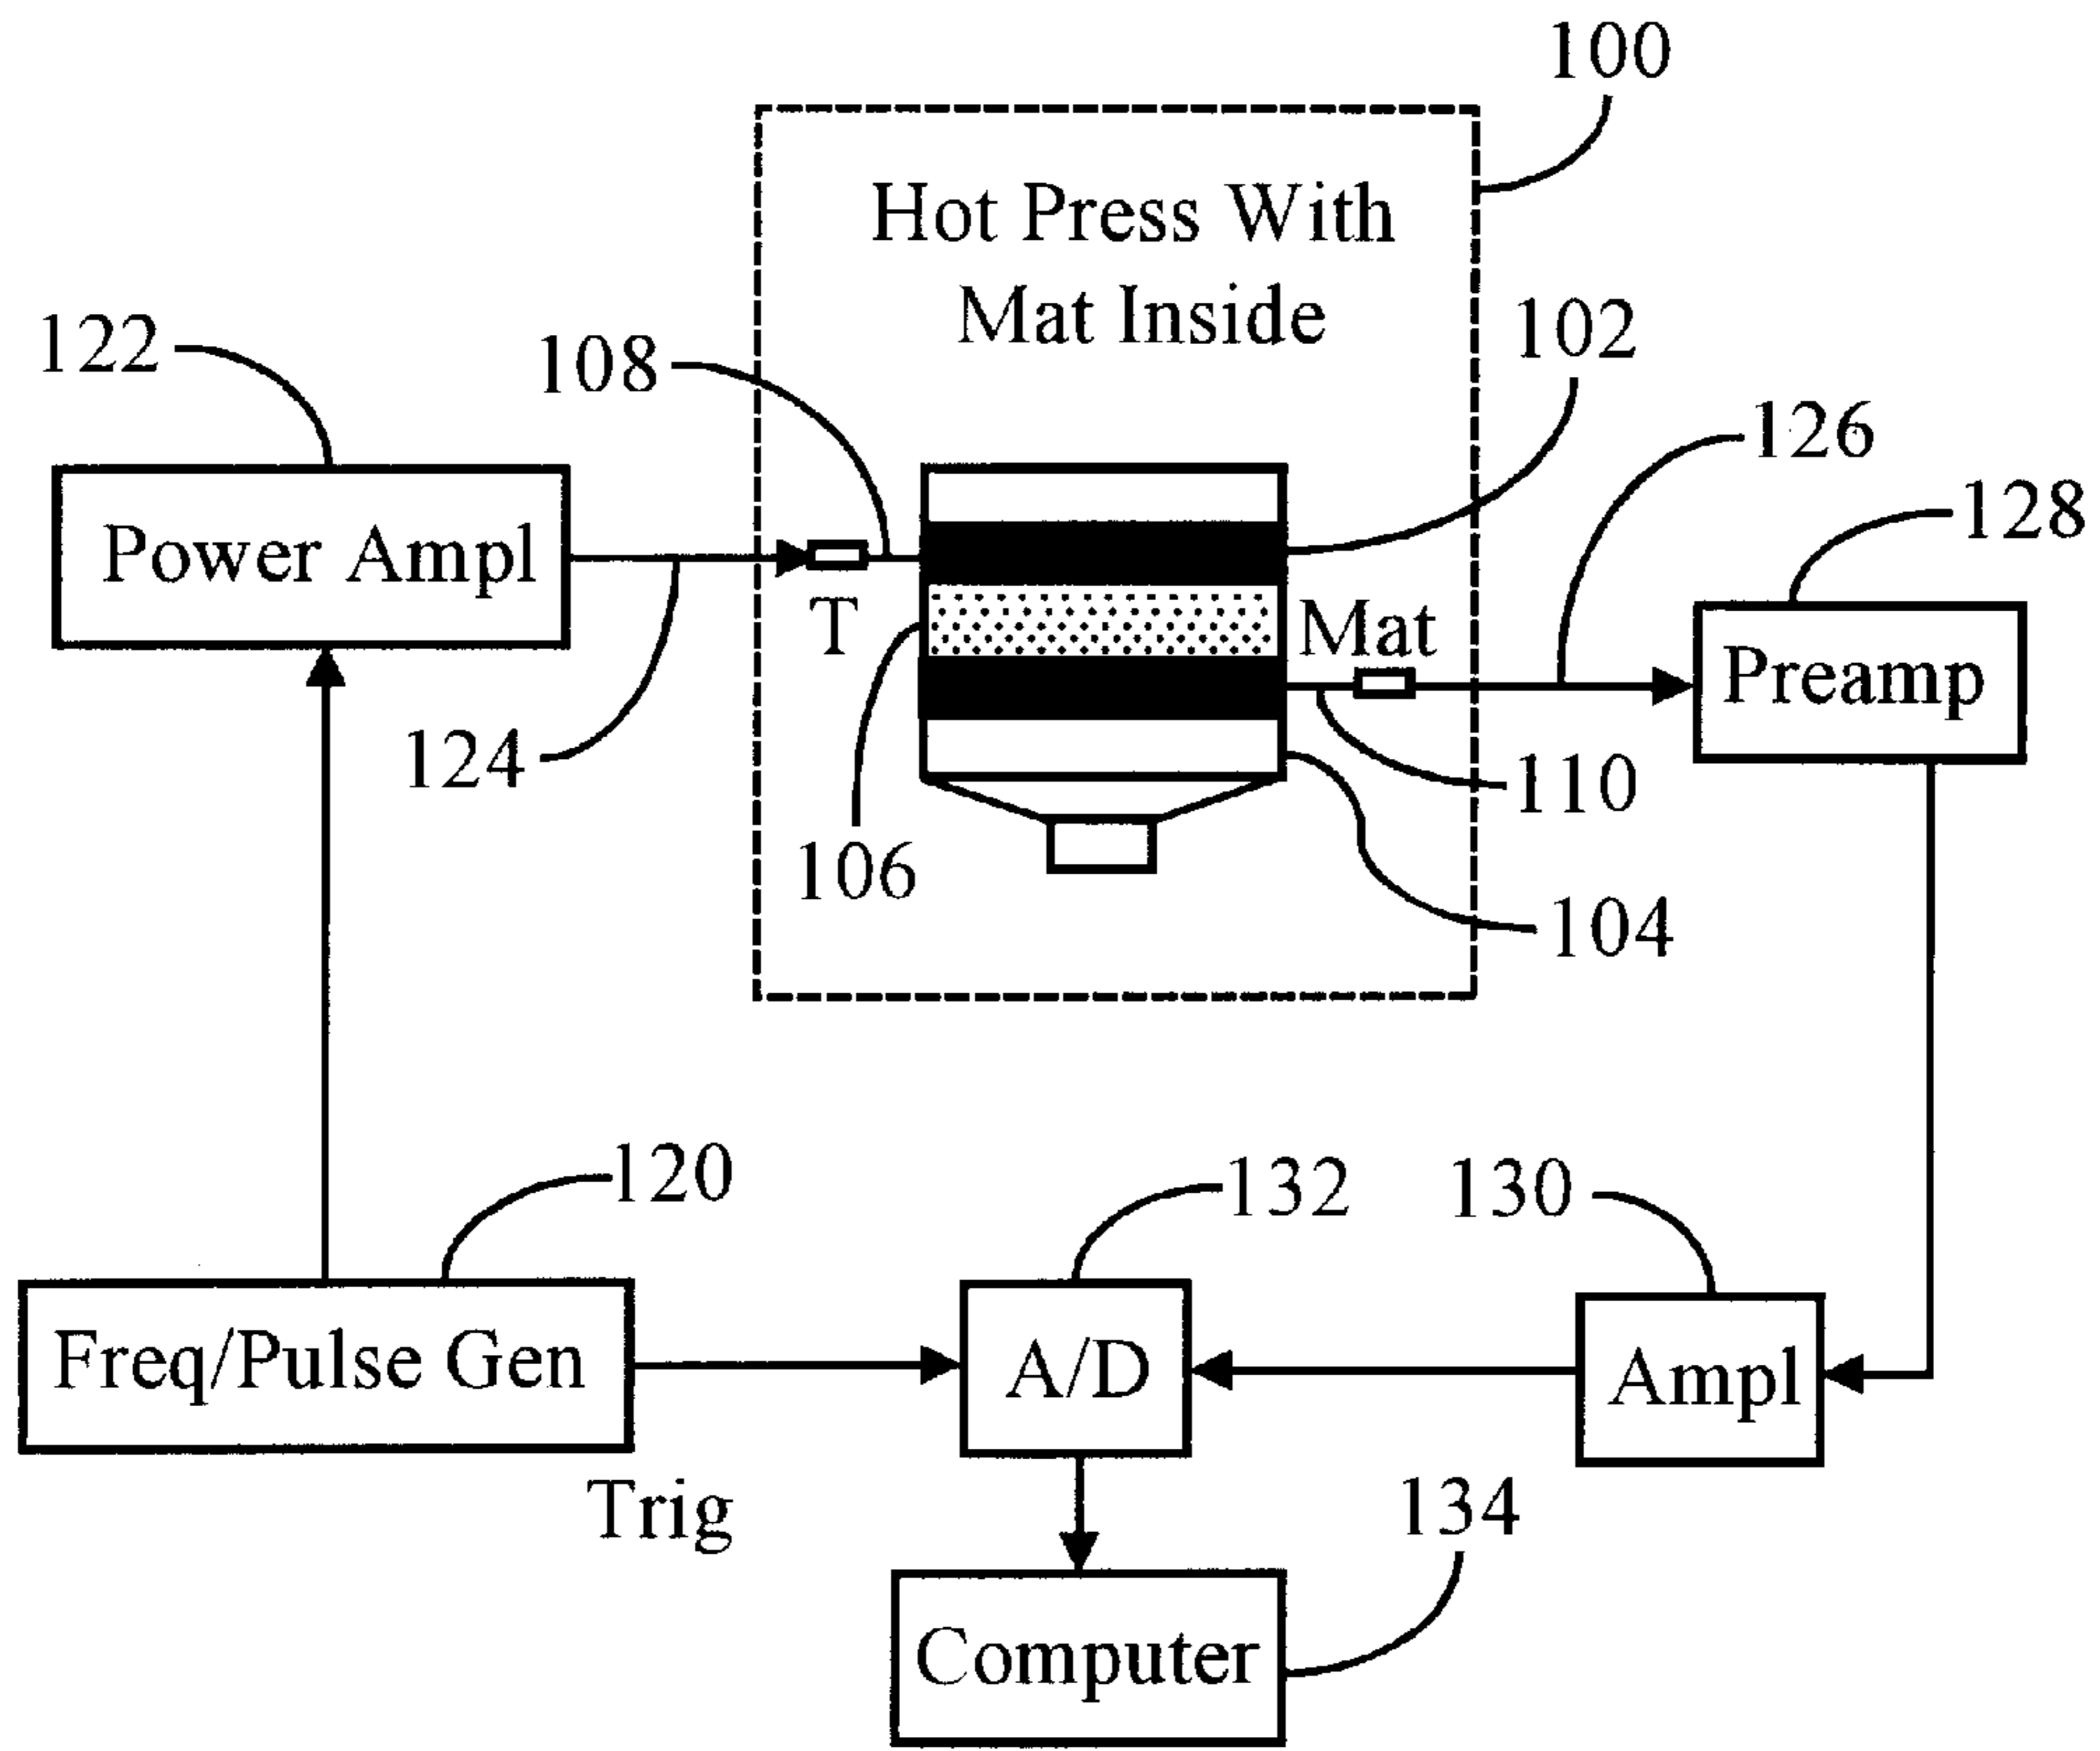 100
Hot Press With
Mat Inside
122
108
102
126
128
Power Ampl
T
Mat
Preamp
124
110
106
104
120
132
130
Freq/Pulse Gen
A/D
Ampl
Trig
134
Computer